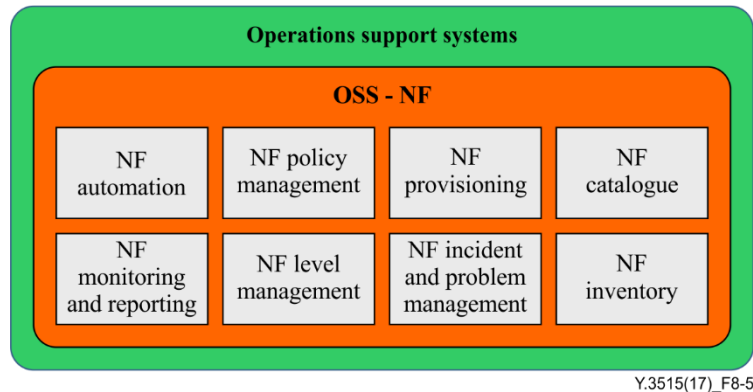 Operations support systems
OSS - NF
NF
automation
NF policy
management
NF
provisioning
NF
catalogue
NF
monitoring
and reporting
NF level
management
NF incident
and problem
management
NF
inventory
Y.3515(17)_F8-5